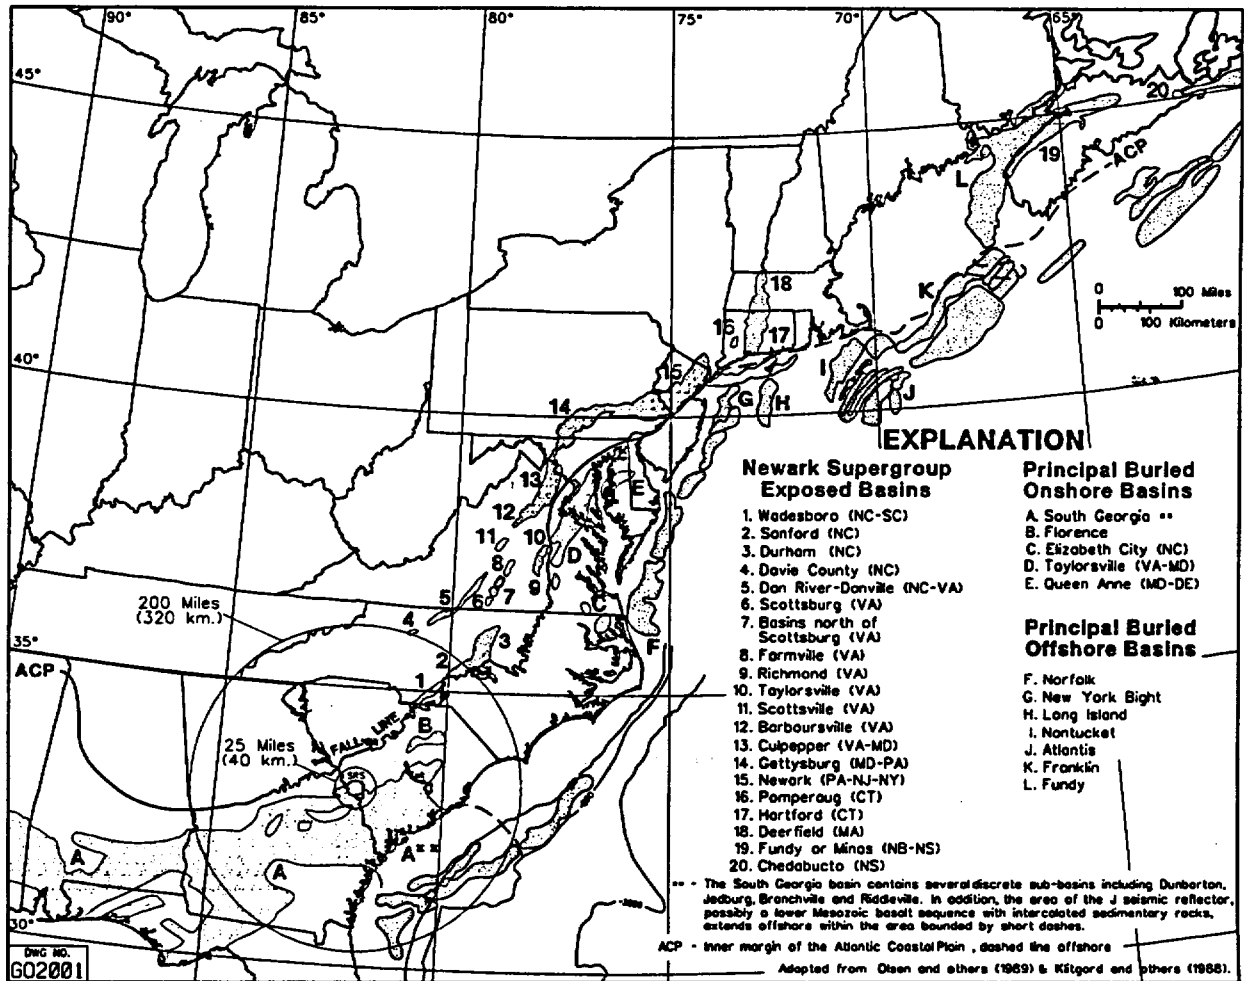 90°
85°
80°
75°
70°
65°
45°
20
19
ACP
L
18
K
0 100 Miles
0 100 Kilometers
16
17
40°
15
I
J
14
G
H
13
E
12
11
10
D
8
9
7
5
6
C
200 Miles
(320 km.)
4
3
F
35°
2
ACP
1
B
FALL LINE
25 Miles
(40 km.)
SRS
A
A
A**
30°
DWG NO.
GO2001
EXPLANATION
Newark Supergroup
Exposed Basins
1. Wadesboro (NC-SC)
2. Sanford (NC)
3. Durham (NC)
4. Davie County (NC)
5. Dan River-Danville (NC-VA)
6. Scottsburg (VA)
7. Basins north of
Scottsburg (VA)
8. Farmville (VA)
9. Richmond (VA)
10. Taylorsville (VA)
11. Scottsville (VA)
12. Barboursville (VA)
13. Culpepper (VA-MD)
14. Gettysburg (MD-PA)
15. Newark (PA-NJ-NY)
16. Pomperaug (CT)
17. Hartford (CT)
18. Deerfield (MA)
19. Fundy or Minas (NB-NS)
20. Chedabucto (NS)
Principal Buried
Onshore Basins
A. South Georgia **
B. Florence
C. Elizabeth City (NC)
D. Taylorsville (VA-MD)
E. Queen Anne (MD-DE)
Principal Buried
Offshore Basins
F. Norfolk
G. New York Bight
H. Long Island
I. Nantucket
J. Atlantis
K. Franklin
L. Fundy
** - The South Georgia basin contains several discrete sub-basins including Dunbarton,
Jedburg, Branchville and Riddleville. In addition, the area of the J seismic reflector,
possibly a lower Mesozoic basalt sequence with intercalated sedimentary rocks,
extends offshore within the area bounded by short dashes.
ACP - Inner margin of the Atlantic Coastal Plain, dashed line offshore
Adapted from Olsen and others (1989) & Klitgord and others (1988).